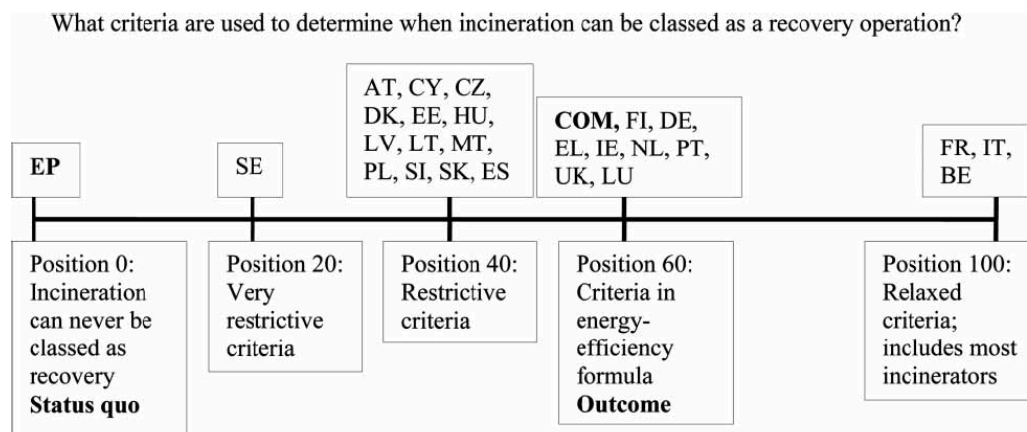 What criteria are used to determine when incineration can be classed as a recovery operation?
EP
SE
AT, CY, CZ,
DK, EE, HU,
LV, LT, MT,
PL, SI, SK, ES
COM, FI, DE,
EL, IE, NL, PT,
UK, LU
FR, IT,
BE
Position 0:
Incineration
can never be
classed as
recovery
Status quo
Position 20:
Very
restrictive
criteria
Position 40:
Restrictive
criteria
Position 60:
Criteria in
energy-
efficiency
formula
Outcome
Position 100:
Relaxed
criteria;
includes most
incinerators